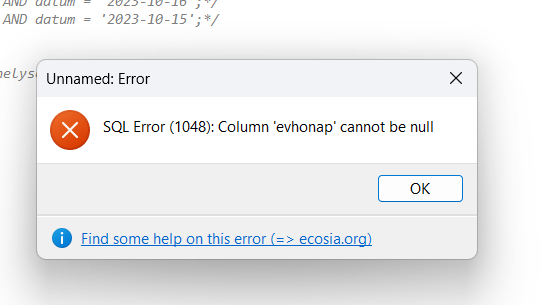 AND datum = '2023-10-16';*/
AND datum = '2023-10-15';*/
Unnamed: Error
SQL Error (1048): Column 'evhonap' cannot be null
OK
Find some help on this error (=> ecosia.org)